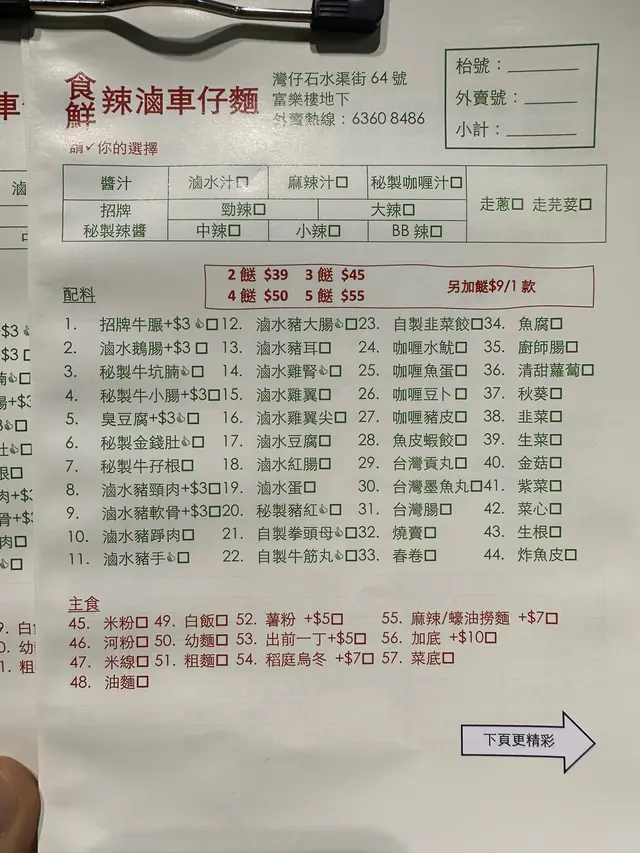 食鮮辣滷車仔麵
灣仔石水渠街 64 號
富樂樓地下
外賣熱線：6360 8486
枱號：
外賣號：
小計：
請✓你的選擇
醬汁 滷水汁□ 麻辣汁□ 秘製咖喱汁□ 走蔥□ 走芫荽□
招牌 勁辣□ 大辣□
秘製辣醬 中辣□ 小辣□ BB 辣□
2 餸 $39 3 餸 $45
4 餸 $50 5 餸 $55
另加餸$9/1 款
配料
1. 招牌牛𦟌+$3👍□ 12. 滷水豬大腸👍□ 23. 自製韭菜餃□ 34. 魚腐□
2. 滷水鵝腸+$3□ 13. 滷水豬耳□ 24. 咖喱水魷□ 35. 廚師腸□
3. 秘製牛坑腩👍□ 14. 滷水雞腎👍□ 25. 咖喱魚蛋□ 36. 清甜蘿蔔□
4. 秘製牛小腸+$3□ 15. 滷水雞翼□ 26. 咖喱豆卜□ 37. 秋葵□
5. 臭豆腐+$3👍□ 16. 滷水雞翼尖□ 27. 咖喱豬皮□ 38. 韭菜□
6. 秘製金錢肚👍□ 17. 滷水豆腐□ 28. 魚皮蝦餃□ 39. 生菜□
7. 秘製牛孖根□ 18. 滷水紅腸□ 29. 台灣貢丸□ 40. 金菇□
8. 滷水豬頸肉+$3□ 19. 滷水蛋□ 30. 台灣墨魚丸□ 41. 紫菜□
9. 滷水豬軟骨+$3□ 20. 秘製豬紅👍□ 31. 台灣腸□ 42. 菜心□
10. 滷水豬踭肉□ 21. 自製拳頭母👍□ 32. 燒賣□ 43. 生根□
11. 滷水豬手👍□ 22. 自製牛筋丸👍□ 33. 春卷□ 44. 炸魚皮□
主食
45. 米粉□ 49. 白飯□ 52. 薯粉 +$5□ 55. 麻辣/蠔油撈麵 +$7□
46. 河粉□ 50. 幼麵□ 53. 出前一丁+$5□ 56. 加底 +$10□
47. 米線□ 51. 粗麵□ 54. 稻庭烏冬 +$7□ 57. 菜底□
48. 油麵□
下頁更精彩